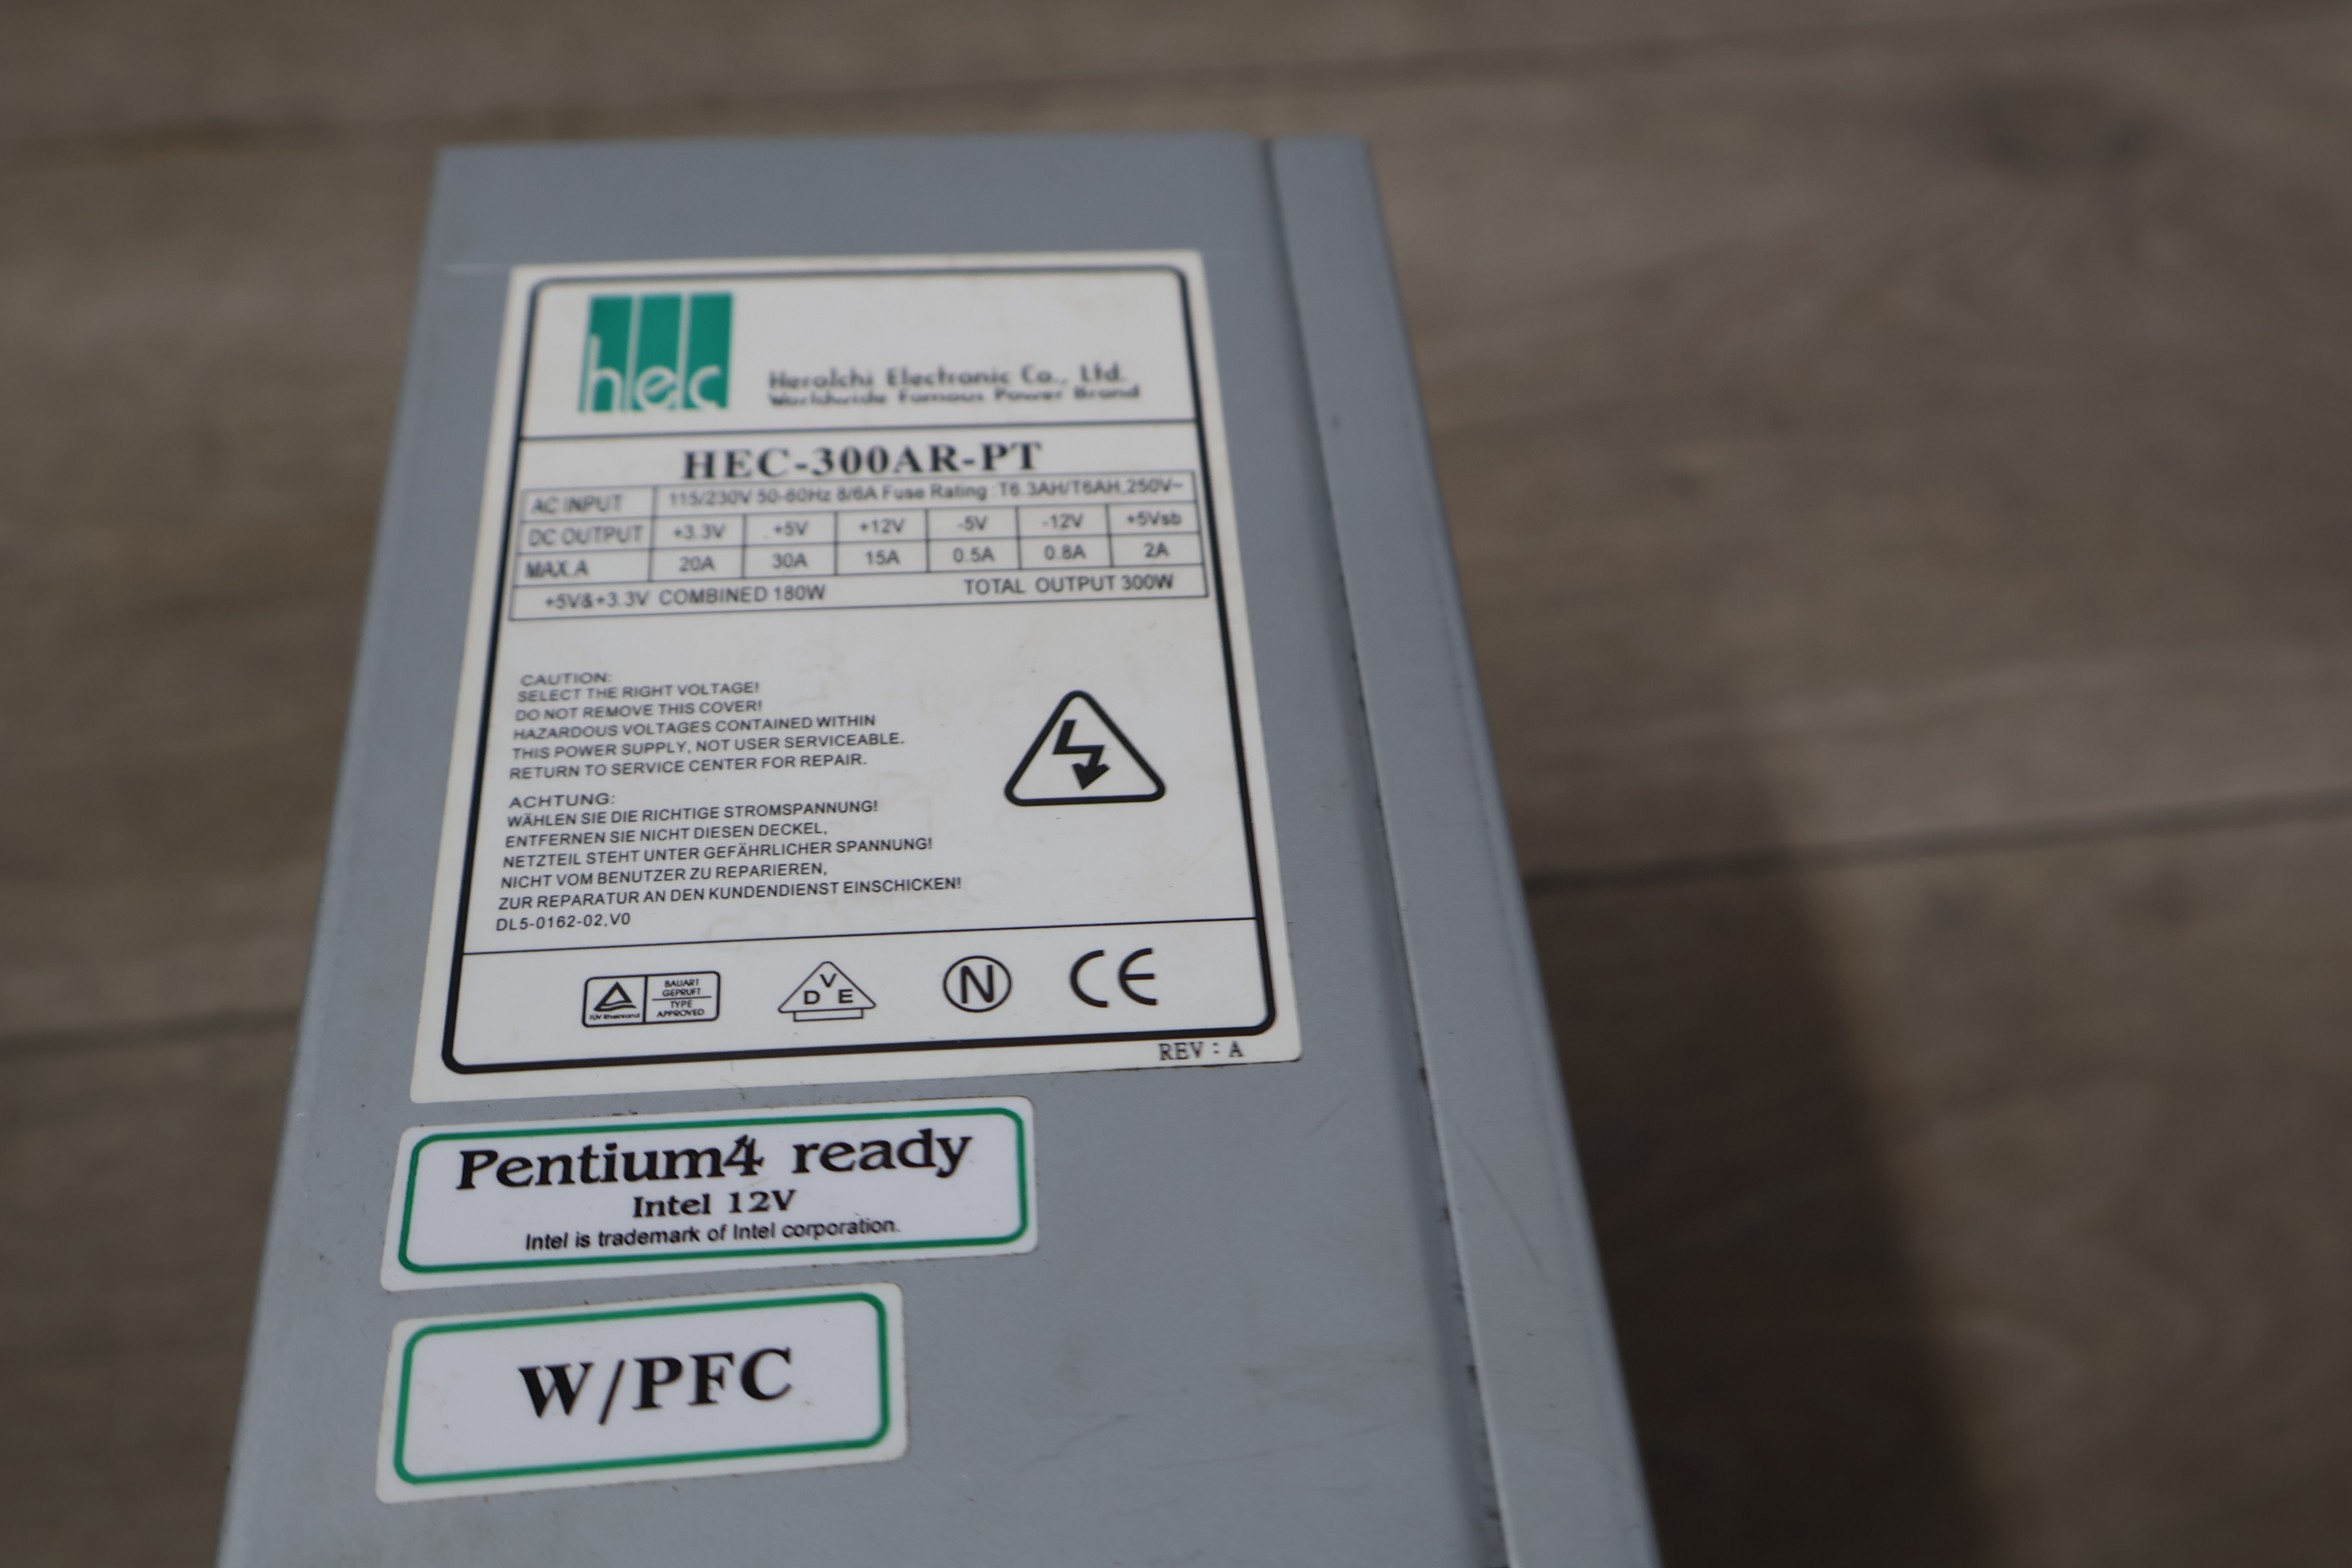 hec
Heroichi Electronic Co., Ltd.
Worldwide Famous Power Brand
HEC-300AR-PT
AC INPUT 115/230V 50-60Hz 8/6A Fuse Rating :T6.3AH/T6AH,250V~
DC OUTPUT +3.3V +5V +12V -5V -12V +5Vsb
MAX.A 20A 30A 15A 0.5A 0.8A 2A
+5V&+3.3V COMBINED 180W TOTAL OUTPUT 300W
CAUTION:
SELECT THE RIGHT VOLTAGE!
DO NOT REMOVE THIS COVER!
HAZARDOUS VOLTAGES CONTAINED WITHIN
THIS POWER SUPPLY, NOT USER SERVICEABLE.
RETURN TO SERVICE CENTER FOR REPAIR.
ACHTUNG:
WÄHLEN SIE DIE RICHTIGE STROMSPANNUNG!
ENTFERNEN SIE NICHT DIESEN DECKEL,
NETZTEIL STEHT UNTER GEFÄHRLICHER SPANNUNG!
NICHT VOM BENUTZER ZU REPARIEREN,
ZUR REPARATUR AN DEN KUNDENDIENST EINSCHICKEN!
DL5-0162-02,V0
TÜV Rheinland
BAUART
GEPRÜFT
TYPE
APPROVED
VDE
N
CE
REV : A
Pentium4 ready
Intel 12V
Intel is trademark of Intel corporation.
W/PFC